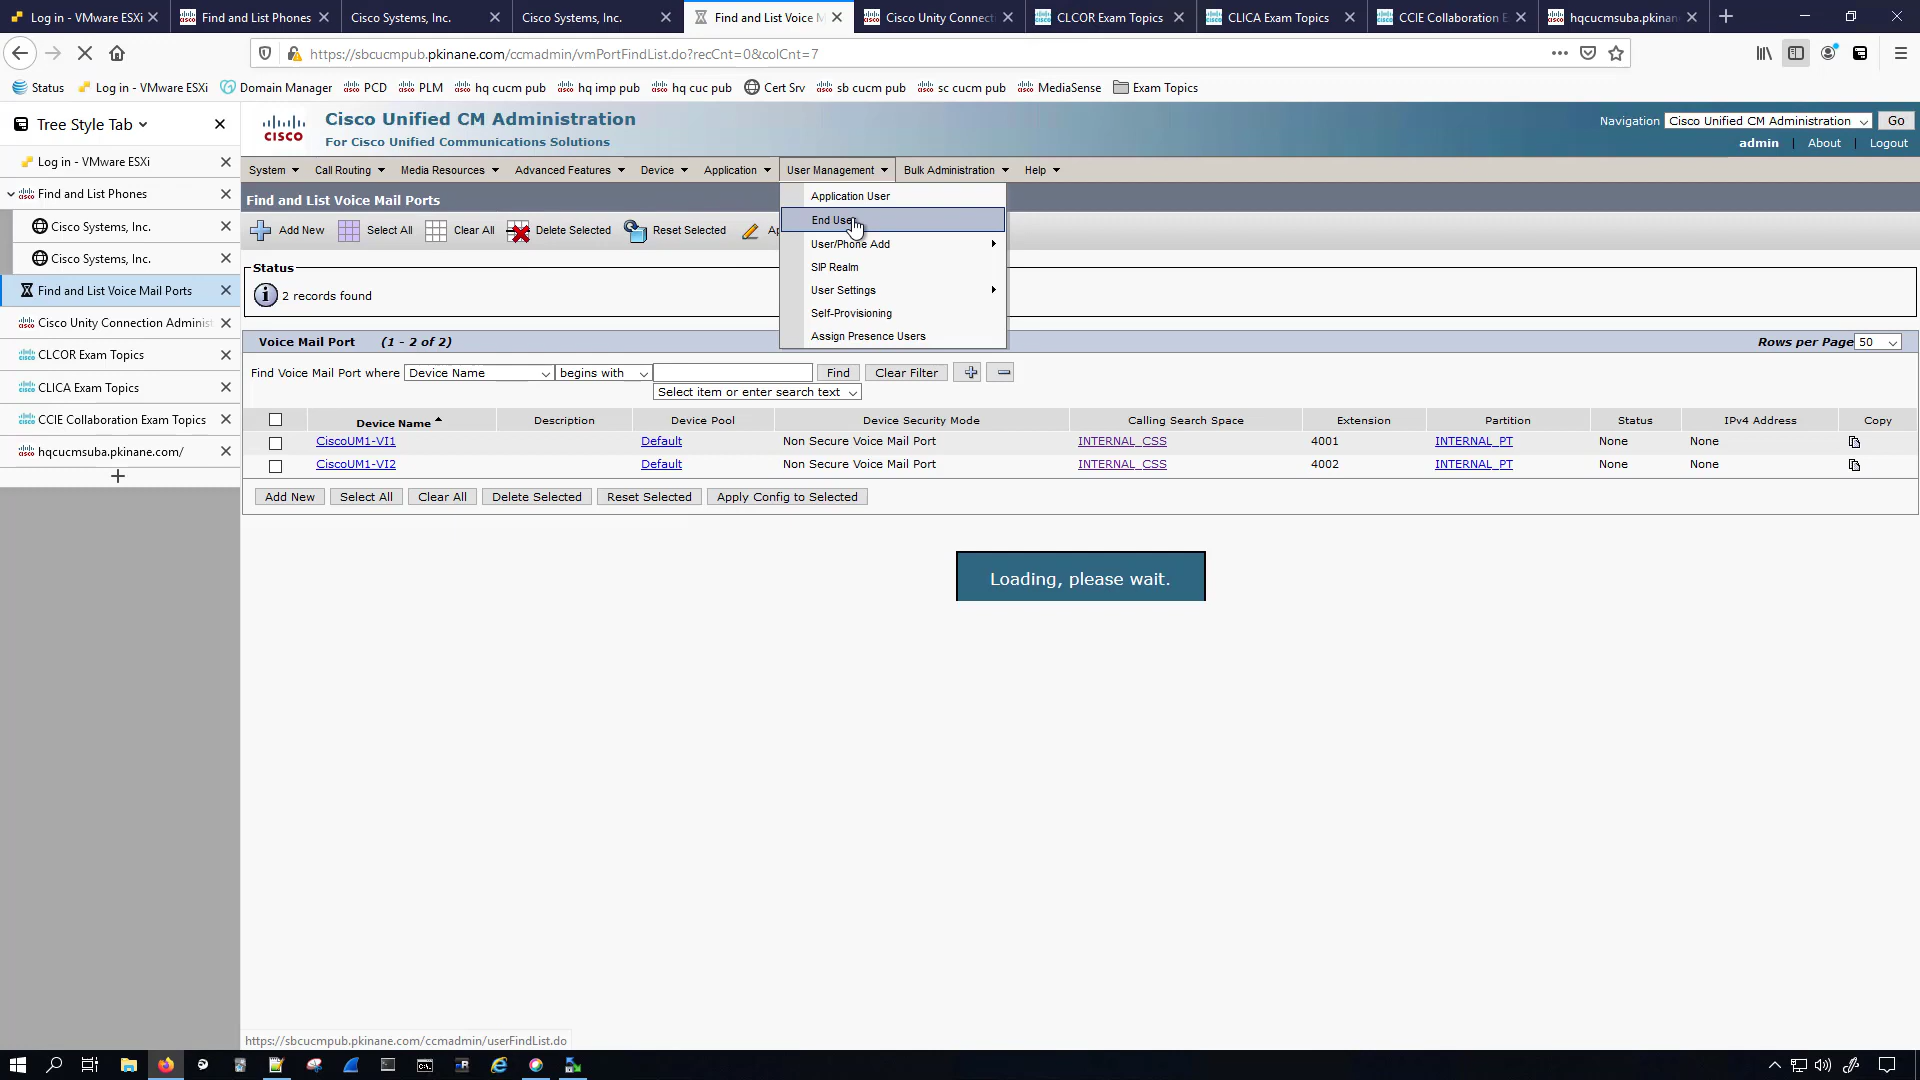 Log in - VMware ESXi
Find and List Phones
Cisco Systems, Inc.
Cisco Systems, Inc.
Find and List Voice M
Cisco Unity Connect
CLCOR Exam Topics
CLICA Exam Topics
CCIE Collaboration E
hqcucmsuba.pkinane.
https://sbcucmpub.pkinane.com/ccmadmin/vmPortFindList.do?recCnt=0&colCnt=7
Status
Log in - VMware ESXi
Domain Manager
PCD
PLM
hq cucm pub
hq imp pub
hq cuc pub
Cert Srv
sb cucm pub
sc cucm pub
MediaSense
Exam Topics
Tree Style Tab
Log in - VMware ESXi
Find and List Phones
Cisco Systems, Inc.
Cisco Systems, Inc.
Find and List Voice Mail Ports
Cisco Unity Connection Adminis
CLCOR Exam Topics
CLICA Exam Topics
CCIE Collaboration Exam Topics
hqcucmsuba.pkinane.com/
CISCO
Cisco Unified CM Administration
For Cisco Unified Communications Solutions
Navigation Cisco Unified CM Administration Go
admin | About | Logout
System Call Routing Media Resources Advanced Features Device Application User Management Bulk Administration Help
Find and List Voice Mail Ports
Application User
End User
User/Phone Add
SIP Realm
User Settings
Self-Provisioning
Assign Presence Users
Add New Select All Clear All Delete Selected Reset Selected Ap
Status
2 records found
Voice Mail Port (1 - 2 of 2)
Rows per Page 50
Find Voice Mail Port where Device Name begins with Find Clear Filter
Select item or enter search text
Device Name Description Device Pool Device Security Mode Calling Search Space Extension Partition Status IPv4 Address Copy
CiscoUM1-VI1 Default Non Secure Voice Mail Port INTERNAL_CSS 4001 INTERNAL_PT None None
CiscoUM1-VI2 Default Non Secure Voice Mail Port INTERNAL_CSS 4002 INTERNAL_PT None None
Add New Select All Clear All Delete Selected Reset Selected Apply Config to Selected
Loading, please wait.
https://sbcucmpub.pkinane.com/ccmadmin/userFindList.do